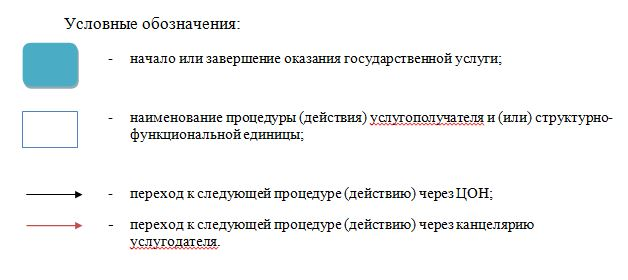 Условные обозначения:
- начало или завершение оказания государственной услуги;
- наименование процедуры (действия) услугополучателя и (или) структурно-
функциональной единицы;
- переход к следующей процедуре (действию) через ЦОН;
- переход к следующей процедуре (действию) через канцелярию
услугодателя.